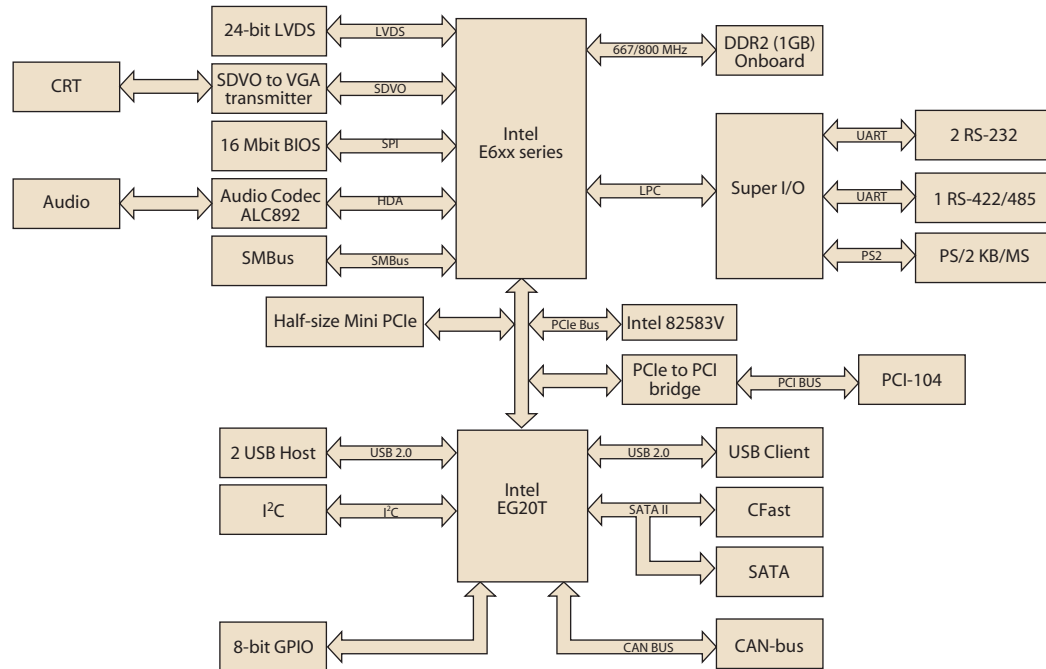 24-bit LVDS
LVDS
667/800 MHz
DDR2 (1GB)
Onboard
CRT
SDVO to VGA
transmitter
SDVO
16 Mbit BIOS
SPI
Intel
E6xx series
2 RS-232
UART
Audio
Audio Codec
ALC892
HDA
LPC
Super I/O
UART
1 RS-422/485
SMBus
SMBus
PS2
PS/2 KB/MS
Half-size Mini PCIe
PCIe Bus
Intel 82583V
PCIe to PCI
bridge
PCI BUS
PCI-104
2 USB Host
USB 2.0
USB 2.0
USB Client
I²C
I²C
Intel
EG20T
SATA II
CFast
SATA
8-bit GPIO
CAN BUS
CAN-bus